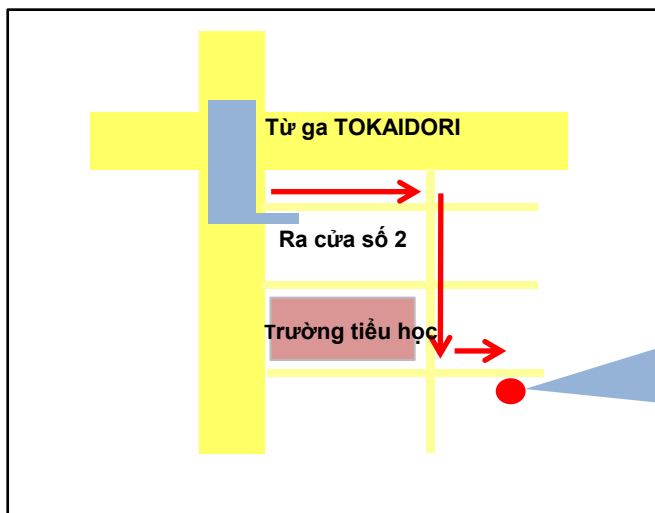 Từ ga TOKAIDORI
Ra cửa số 2
Trường tiểu học